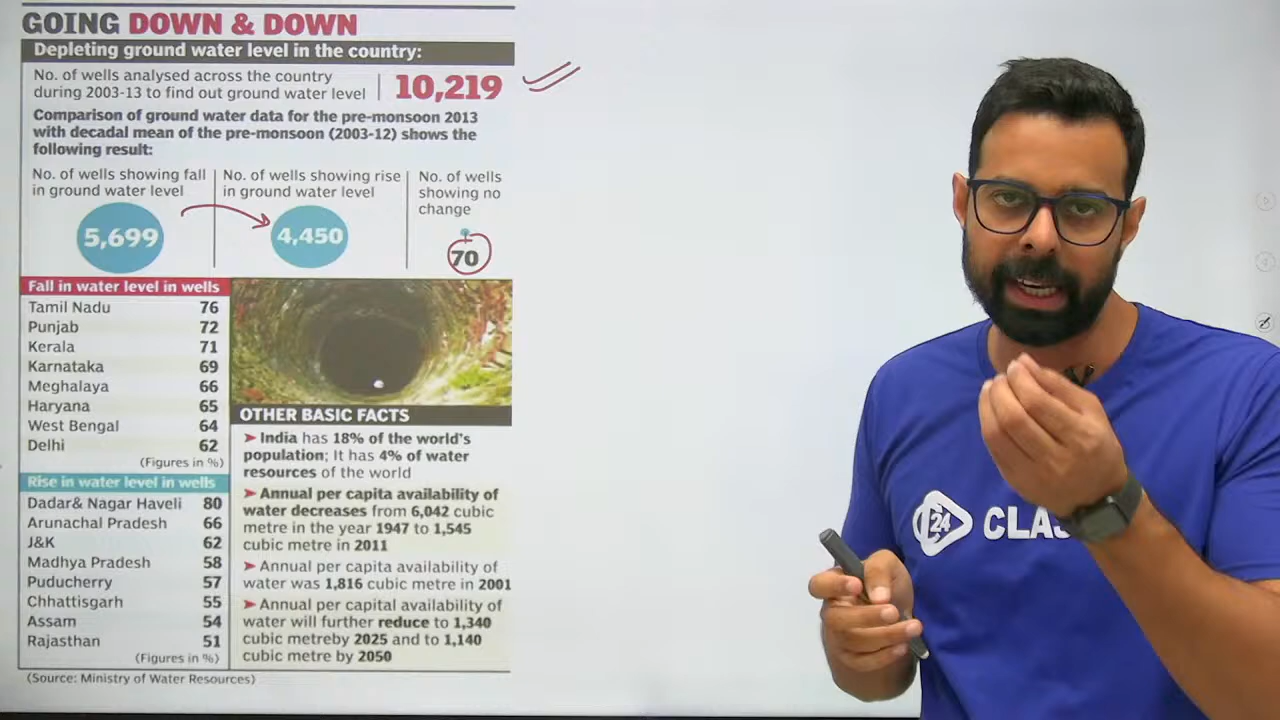 GOING DOWN & DOWN
Depleting ground water level in the country:
No. of wells analysed across the country
during 2003-13 to find out ground water level
10,219
Comparison of ground water data for the pre-monsoon 2013
with decadal mean of the pre-monsoon (2003-12) shows the
following result:
No. of wells showing fall
in ground water level
5,699
No. of wells showing rise
in ground water level
4,450
No. of wells
showing no
change
70
Fall in water level in wells
Tamil Nadu 76
Punjab 72
Kerala 71
Karnataka 69
Meghalaya 66
Haryana 65
West Bengal 64
Delhi 62
(Figures in %)
Rise in water level in wells
Dadar& Nagar Haveli 80
Arunachal Pradesh 66
J&K 62
Madhya Pradesh 58
Puducherry 57
Chhattisgarh 55
Assam 54
Rajasthan 51
(Figures in %)
OTHER BASIC FACTS
➤ India has 18% of the world's
population; It has 4% of water
resources of the world
➤ Annual per capita availability of
water decreases from 6,042 cubic
metre in the year 1947 to 1,545
cubic metre in 2011
➤ Annual per capita availability of
water was 1,816 cubic metre in 2001
➤ Annual per capital availability of
water will further reduce to 1,340
cubic metreby 2025 and to 1,140
cubic metre by 2050
(Source: Ministry of Water Resources)
24 CLAS